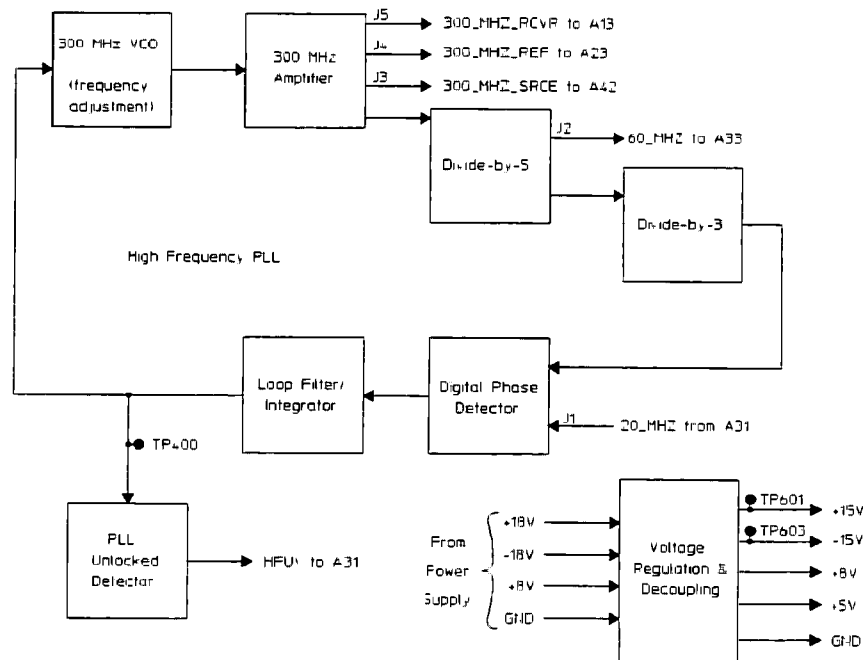 300 MHz VCO
(frequency
adjustment)
300 MHz
Amplifier
J5
300_MHZ_RCVR to A13
J4
300_MHZ_REF to A23
J3
300_MHZ_SRCE to A42
Divide-by-5
J2
60_MHZ to A33
Divide-by-3
High Frequency PLL
Loop Filter/
Integrator
Digital Phase
Detector
J1
20_MHZ from A31
TP400
PLL
Unlocked
Detector
to A31
From
Power
Supply
+18V
-18V
+8V
GND
Voltage
Regulation &
Decoupling
TP601
+15V
TP603
-15V
+8V
+5V
GND